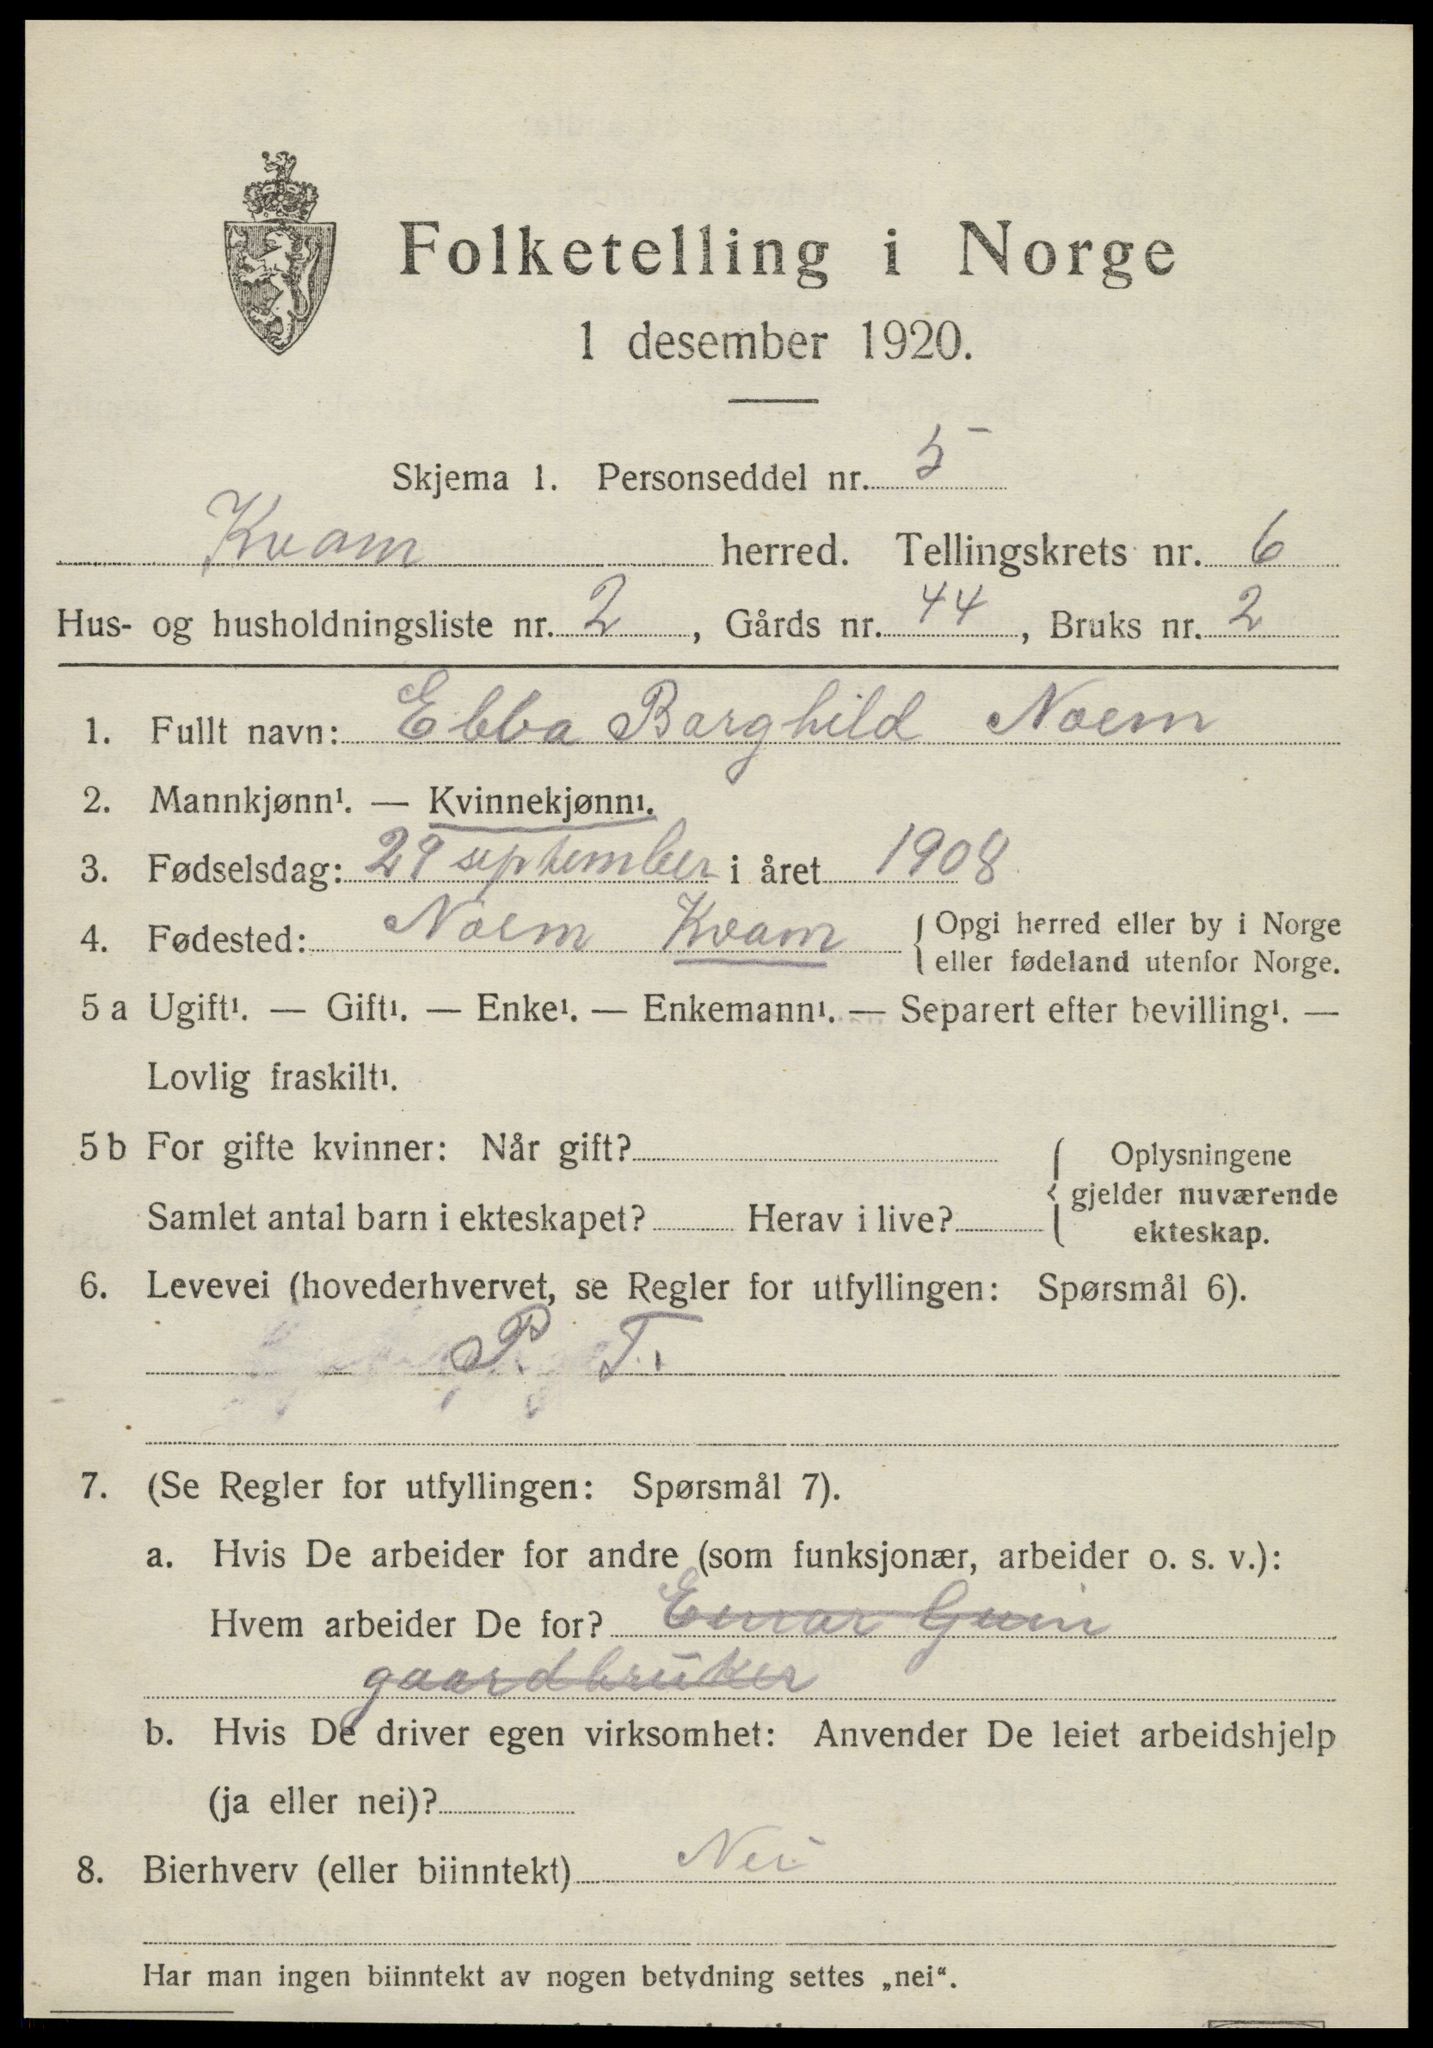 Folketelling i Norge
1 desember 1920.
Skjema 1. Personseddel nr. 5
Kvam herred. Tellingskrets nr. 6
Hus- og husholdningsliste nr. 2, Gårds nr. 44, Bruks nr. 2
1. Fullt navn: Ebba Borghild Noem
2. Mannkjønn¹. — Kvinnekjønn¹.
3. Fødselsdag: 29 september i året 1908
4. Fødested: Noem Kvam { Opgi herred eller by i Norge
eller fødeland utenfor Norge.
5 a Ugift¹. — Gift¹. — Enke¹. — Enkemann¹. — Separert efter bevilling¹. —
Lovlig fraskilt¹.
5 b For gifte kvinner: Når gift? { Oplysningene
gjelder nuværende
Samlet antal barn i ekteskapet? Herav i live? ekteskap.
6. Levevei (hovederhvervet, se Regler for utfyllingen: Spørsmål 6).
P. T.
7. (Se Regler for utfyllingen: Spørsmål 7).
a. Hvis De arbeider for andre (som funksjonær, arbeider o. s. v.):
Hvem arbeider De for?
gaardbruker
b. Hvis De driver egen virksomhet: Anvender De leiet arbeidshjelp
(ja eller nei)?
8. Bierhverv (eller biinntekt) Nei
Har man ingen biinntekt av nogen betydning settes „nei“.